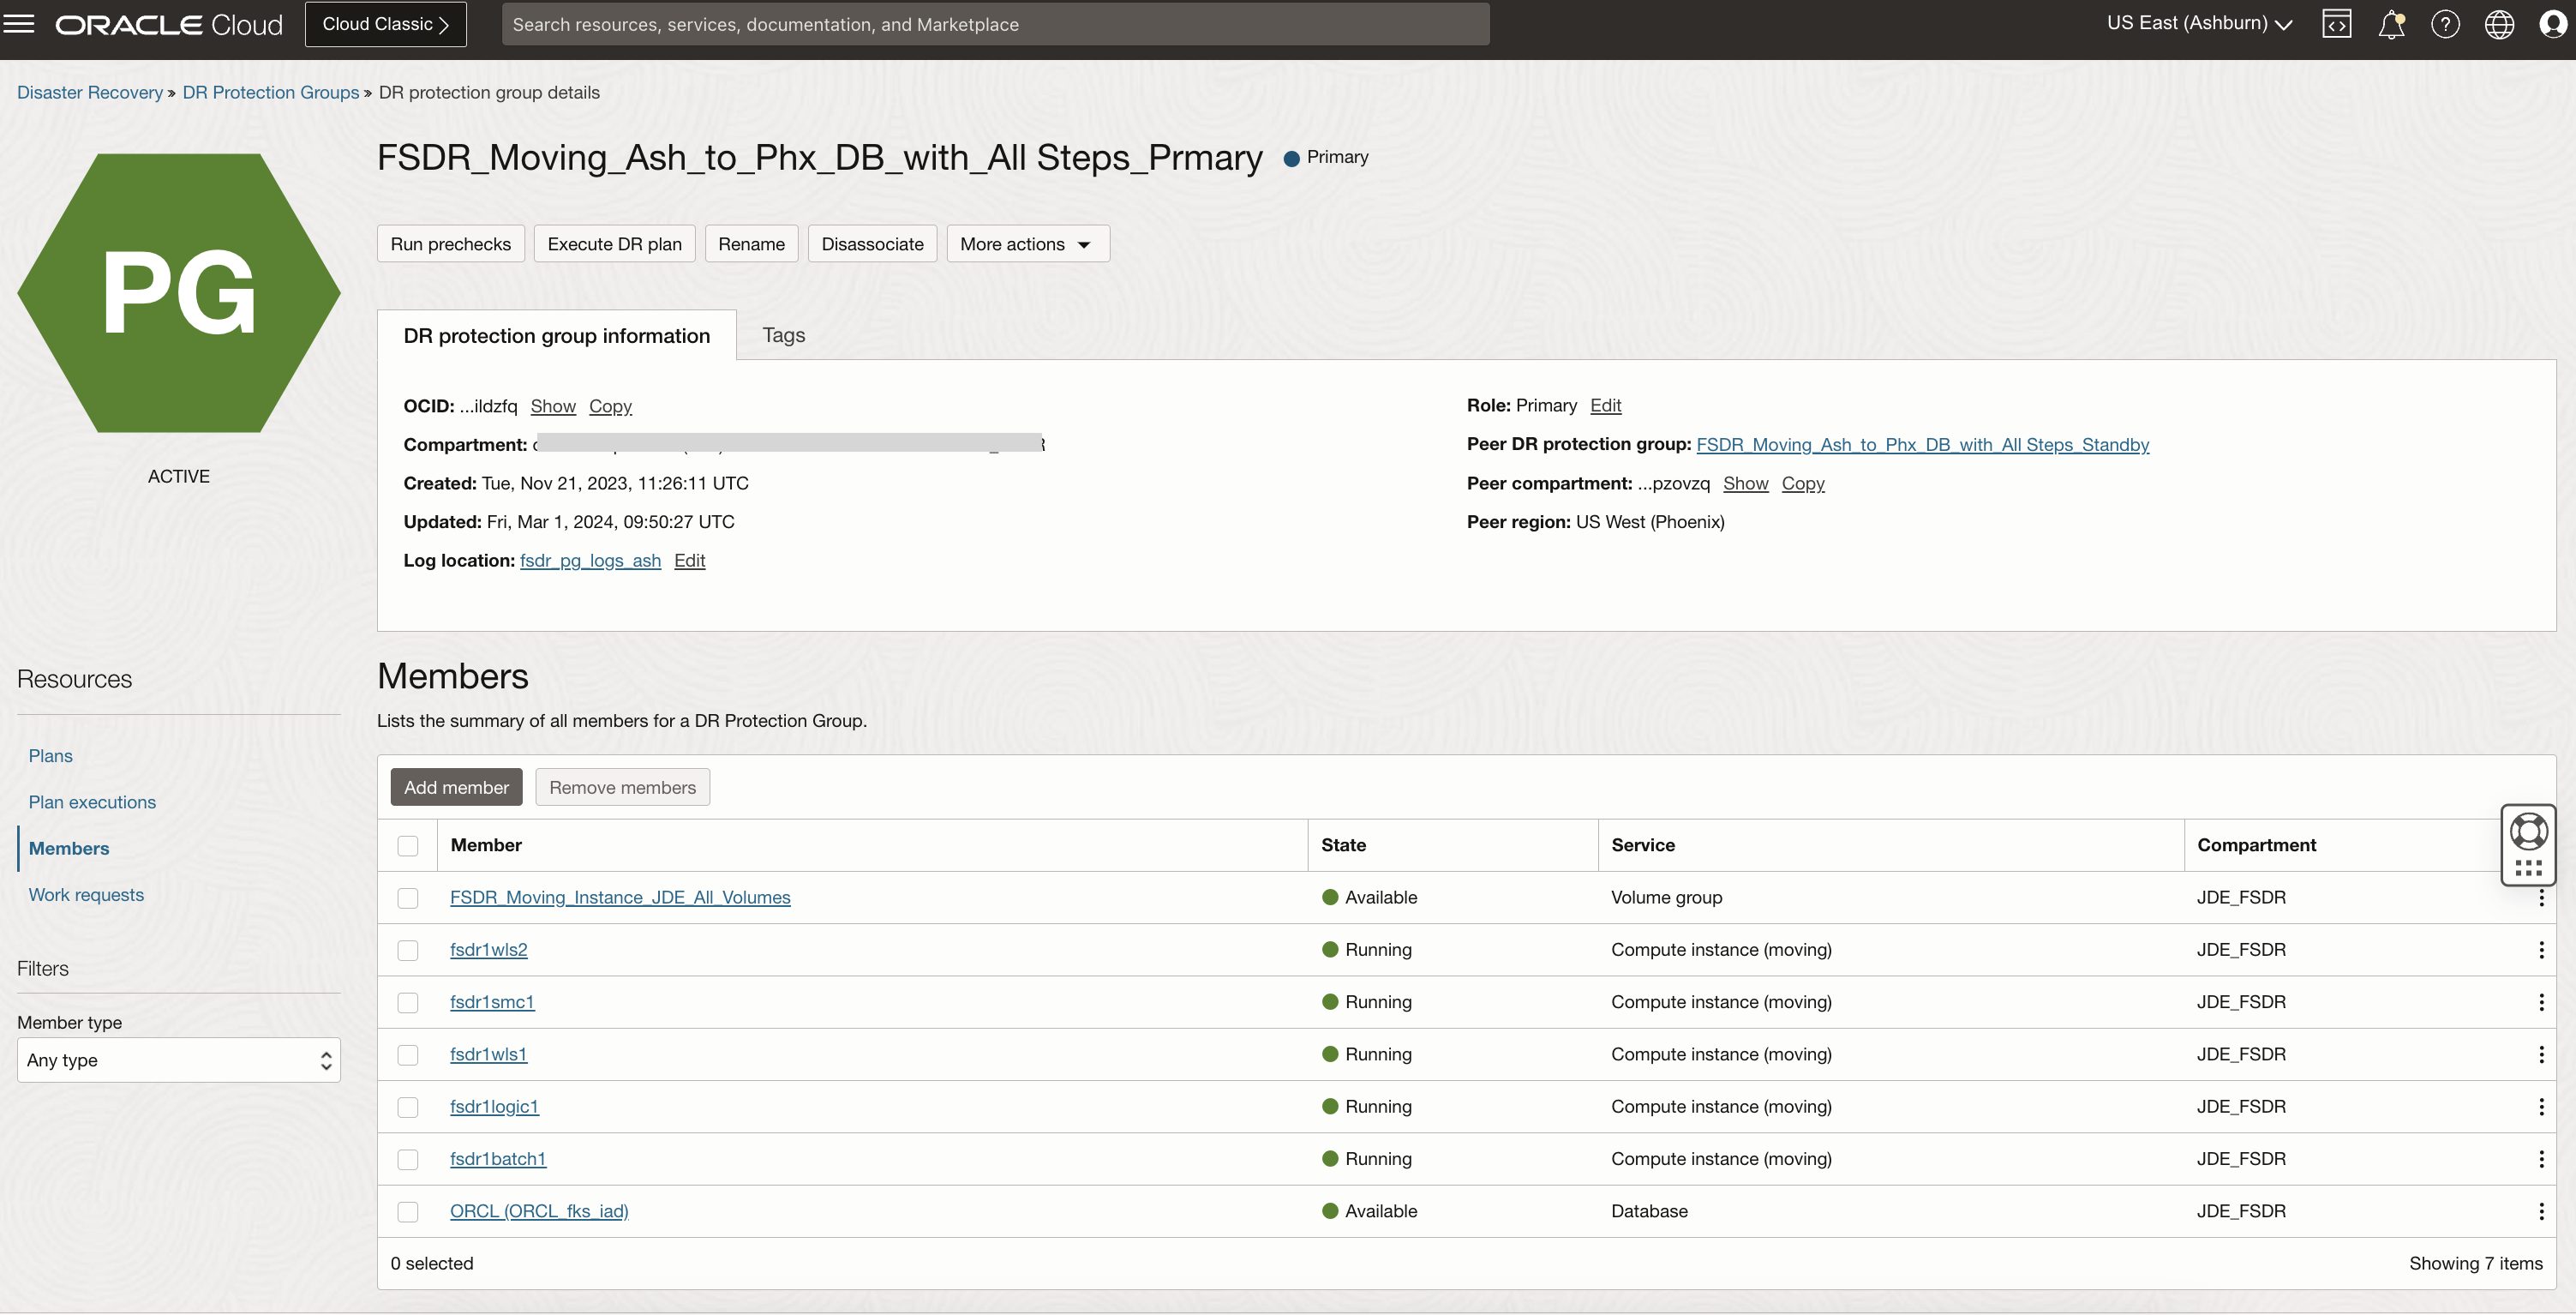 ORACLE Cloud
Cloud Classic
Search resources, services, documentation, and Marketplace
US East (Ashburn)
Disaster Recovery » DR Protection Groups » DR protection group details
PG
ACTIVE
FSDR_Moving_Ash_to_Phx_DB_with_All Steps_Prmary Primary
Run prechecks
Execute DR plan
Rename
Disassociate
More actions
DR protection group information
Tags
OCID: ...ildzfq Show Copy
Compartment:
Created: Tue, Nov 21, 2023, 11:26:11 UTC
Updated: Fri, Mar 1, 2024, 09:50:27 UTC
Log location: fsdr_pg_logs_ash Edit
Role: Primary Edit
Peer DR protection group: FSDR_Moving_Ash_to_Phx_DB_with_All Steps_Standby
Peer compartment: ...pzovzq Show Copy
Peer region: US West (Phoenix)
Resources
Plans
Plan executions
Members
Work requests
Filters
Member type
Any type
Members
Lists the summary of all members for a DR Protection Group.
Add member
Remove members
Member State Service Compartment
FSDR_Moving_Instance_JDE_All_Volumes Available Volume group JDE_FSDR
fsdr1wls2 Running Compute instance (moving) JDE_FSDR
fsdr1smc1 Running Compute instance (moving) JDE_FSDR
fsdr1wls1 Running Compute instance (moving) JDE_FSDR
fsdr1logic1 Running Compute instance (moving) JDE_FSDR
fsdr1batch1 Running Compute instance (moving) JDE_FSDR
ORCL (ORCL_fks_iad) Available Database JDE_FSDR
0 selected
Showing 7 items